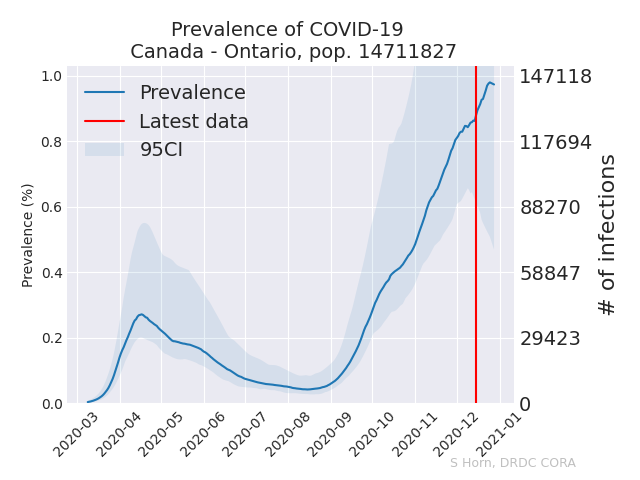 Prevalence of COVID-19
Canada - Ontario, pop. 14711827
Prevalence
Latest data
95CI
Prevalence (%)
1.0
0.8
0.6
0.4
0.2
0.0
147118
117694
88270
58847
29423
0
# of infections
2020-03
2020-04
2020-05
2020-06
2020-07
2020-08
2020-09
2020-10
2020-11
2020-12
2021-01
S Horn, DRDC CORA